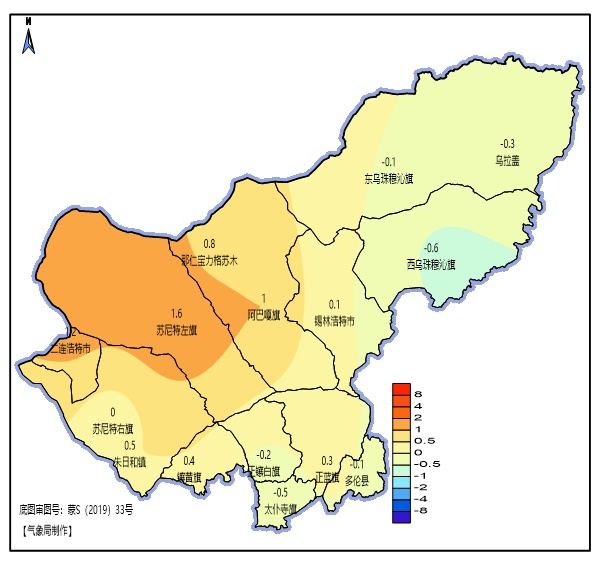 N
-0.3
乌拉盖
-0.1
东乌珠穆沁旗
-0.6
西乌珠穆沁旗
0.8
那仁宝力格苏木
1
阿巴嘎旗
0.1
锡林浩特市
1.6
苏尼特左旗
二连浩特市
0
苏尼特右旗
0.5
朱日和镇
0.4
镶黄旗
-0.2
正镶白旗
0.3
正蓝旗
-0.1
多伦县
-0.5
太仆寺旗
8
4
2
1
0.5
0
-0.5
-1
-2
-4
-8
底图审图号：蒙S（2019）33号
【气象局制作】